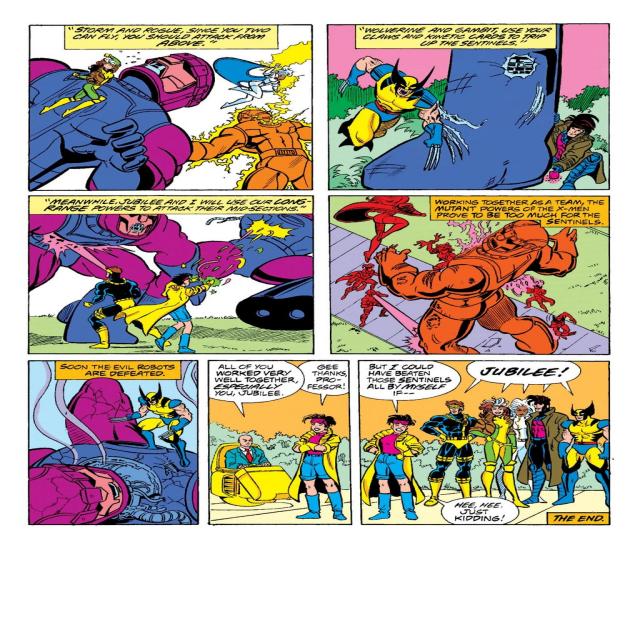 "STORM AND ROGUE, SINCE YOU TWO
CAN FLY, YOU SHOULD ATTACK FROM
ABOVE."
"WOLVERINE AND GAMBIT, USE YOUR
CLAWS AND KINETIC CARDS TO TRIP
UP THE SENTINELS."
"MEANWHILE, JUBILEE AND I WILL USE OUR LONG-
RANGE POWERS TO ATTACK THEIR MID-SECTIONS."
WORKING TOGETHER AS A TEAM, THE
MUTANT POWERS OF THE X-MEN
PROVE TO BE TOO MUCH FOR THE
SENTINELS.
SOON THE EVIL ROBOTS
ARE DEFEATED.
ALL OF YOU
WORKED VERY
WELL TOGETHER,
ESPECIALLY
YOU, JUBILEE.
GEE
THANKS,
PRO-
FESSOR!
BUT I COULD
HAVE BEATEN
THOSE SENTINELS
ALL BY MYSELF
IF--
JUBILEE!
HEE, HEE.
JUST
KIDDING!
THE END.